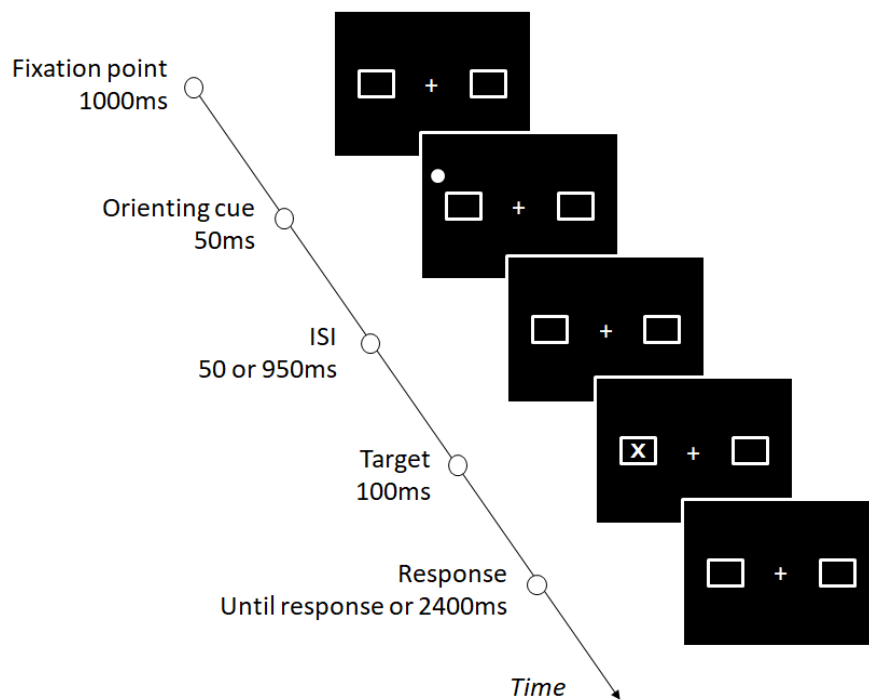 Fixation point
1000ms
+
Orienting cue
50ms
+
ISI
50 or 950ms
+
Target
100ms
X +
Response
Until response or 2400ms
+
Time